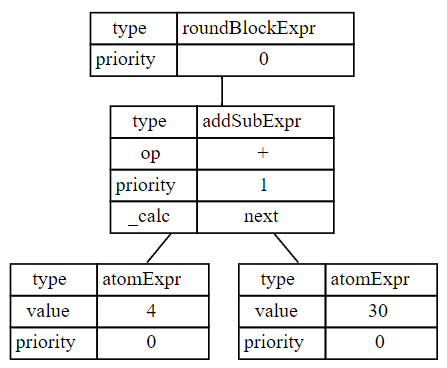 type roundBlockExpr
priority 0
type addSubExpr
op +
priority 1
_calc next
type atomExpr
value 4
priority 0
type atomExpr
value 30
priority 0